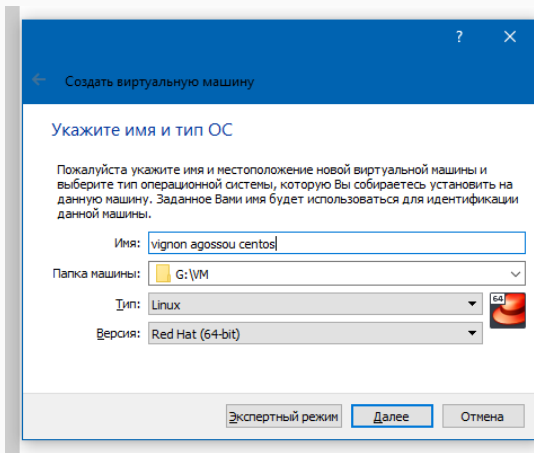 ?
Создать виртуальную машину
Укажите имя и тип ОС
Пожалуйста укажите имя и местоположение новой виртуальной машины и
выберите тип операционной системы, которую Вы собираетесь установить на
данную машину. Заданное Вами имя будет использоваться для идентификации
данной машины.
Имя: vignon agossou centos
Папка машины: G:\VM
Тип: Linux 64
Версия: Red Hat (64-bit)
Экспертный режим Далее Отмена